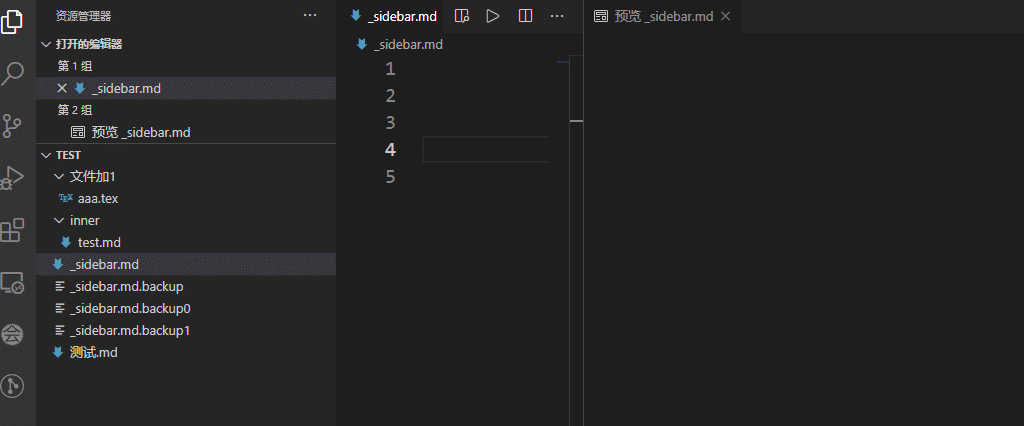 资源管理器 ···
打开的编辑器
第 1 组
_sidebar.md
第 2 组
预览 _sidebar.md
TEST
文件加1
TEX aaa.tex
inner
test.md
_sidebar.md
_sidebar.md.backup
_sidebar.md.backup0
_sidebar.md.backup1
测试.md
_sidebar.md ···
_sidebar.md
1
2
3
4
5
预览 _sidebar.md